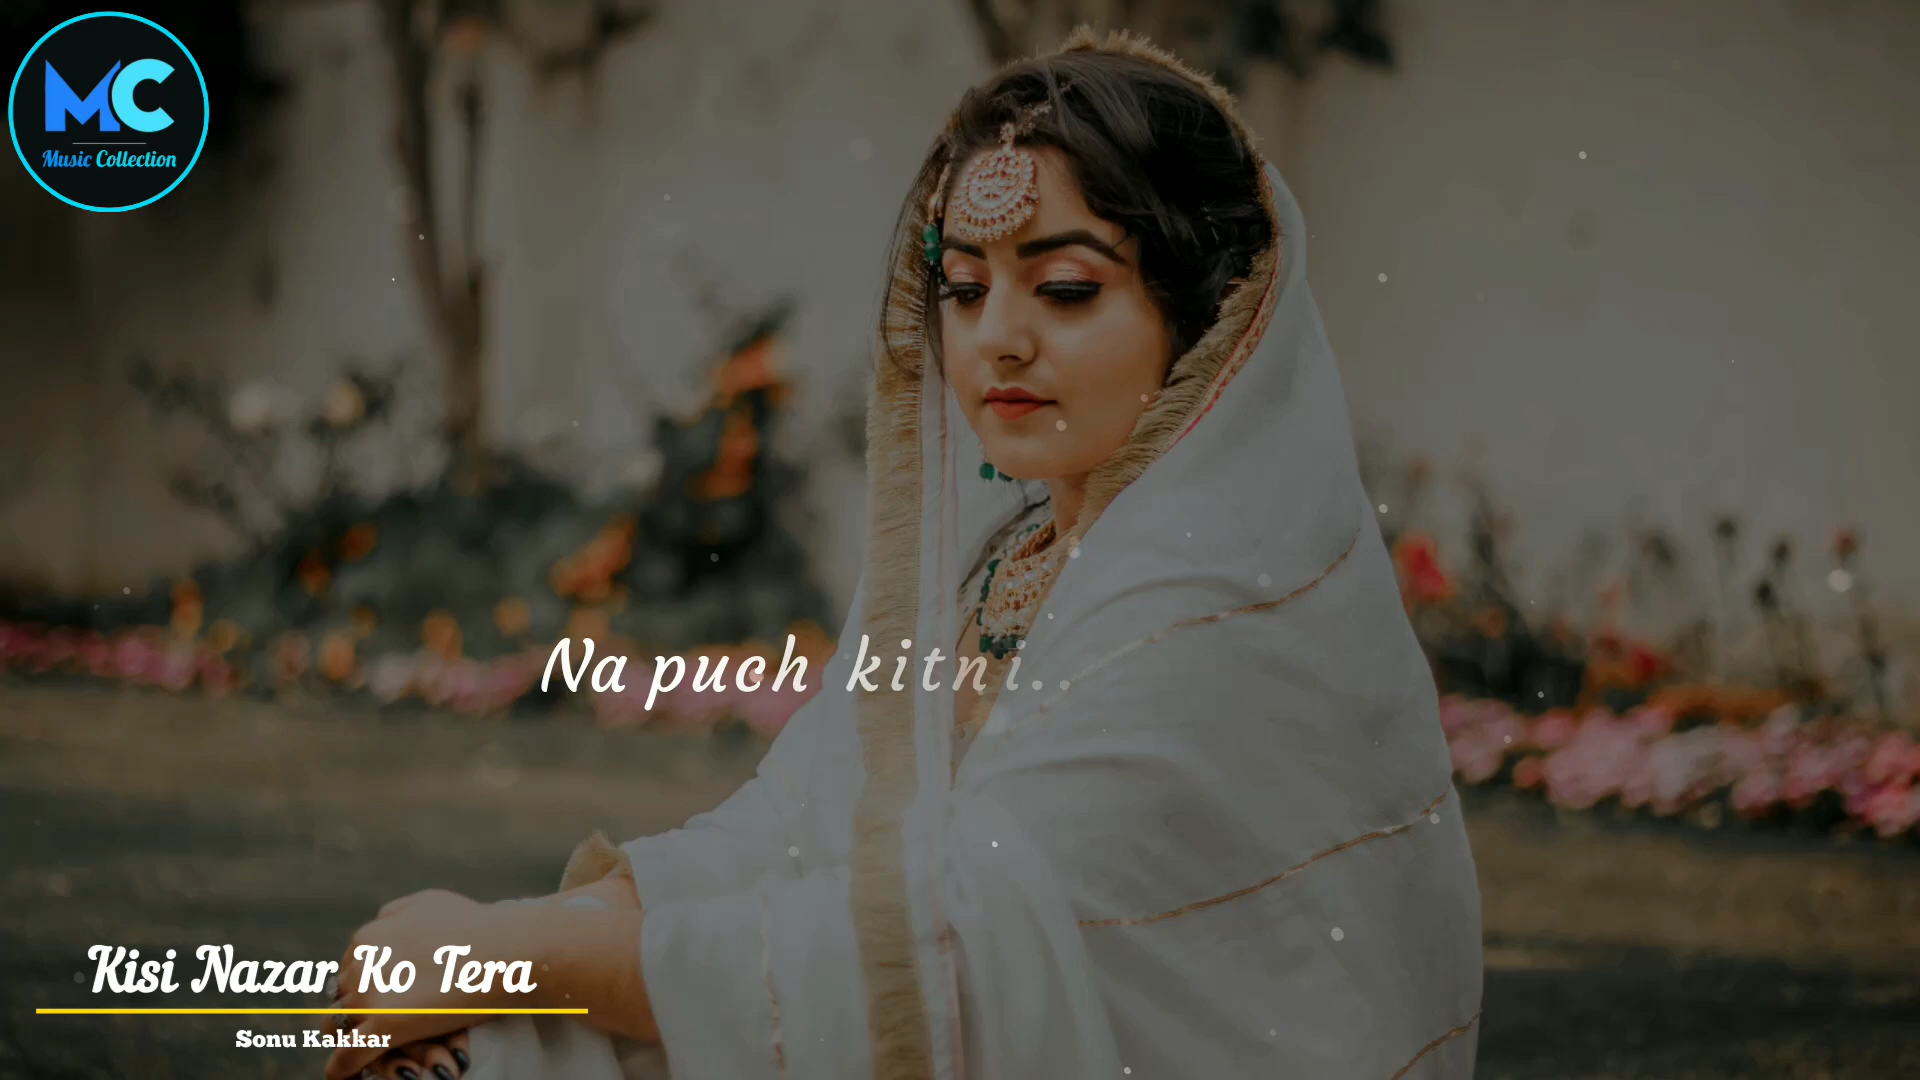 MC
Music Collection
Na puch kitni..
Kisi Nazar Ko Tera
Sonu Kakkar